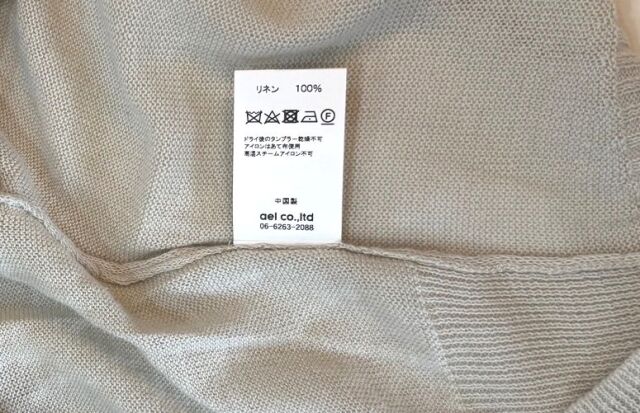 リネン 100%
F
ドライ後のタンブラー乾燥不可
アイロンはあて布使用
高温スチームアイロン不可
中国製
ael co.,ltd
06-6263-2088